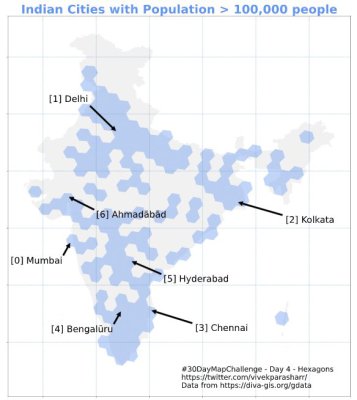 Indian Cities with Population > 100,000 people
[1] Delhi
[6] Ahmadābād
[2] Kolkata
[0] Mumbai
[5] Hyderabad
[4] Bengalūru
[3] Chennai
#30DayMapChallenge - Day 4 - Hexagons
https://twitter.com/vivekparasharr/
Data from https://diva-gis.org/gdata